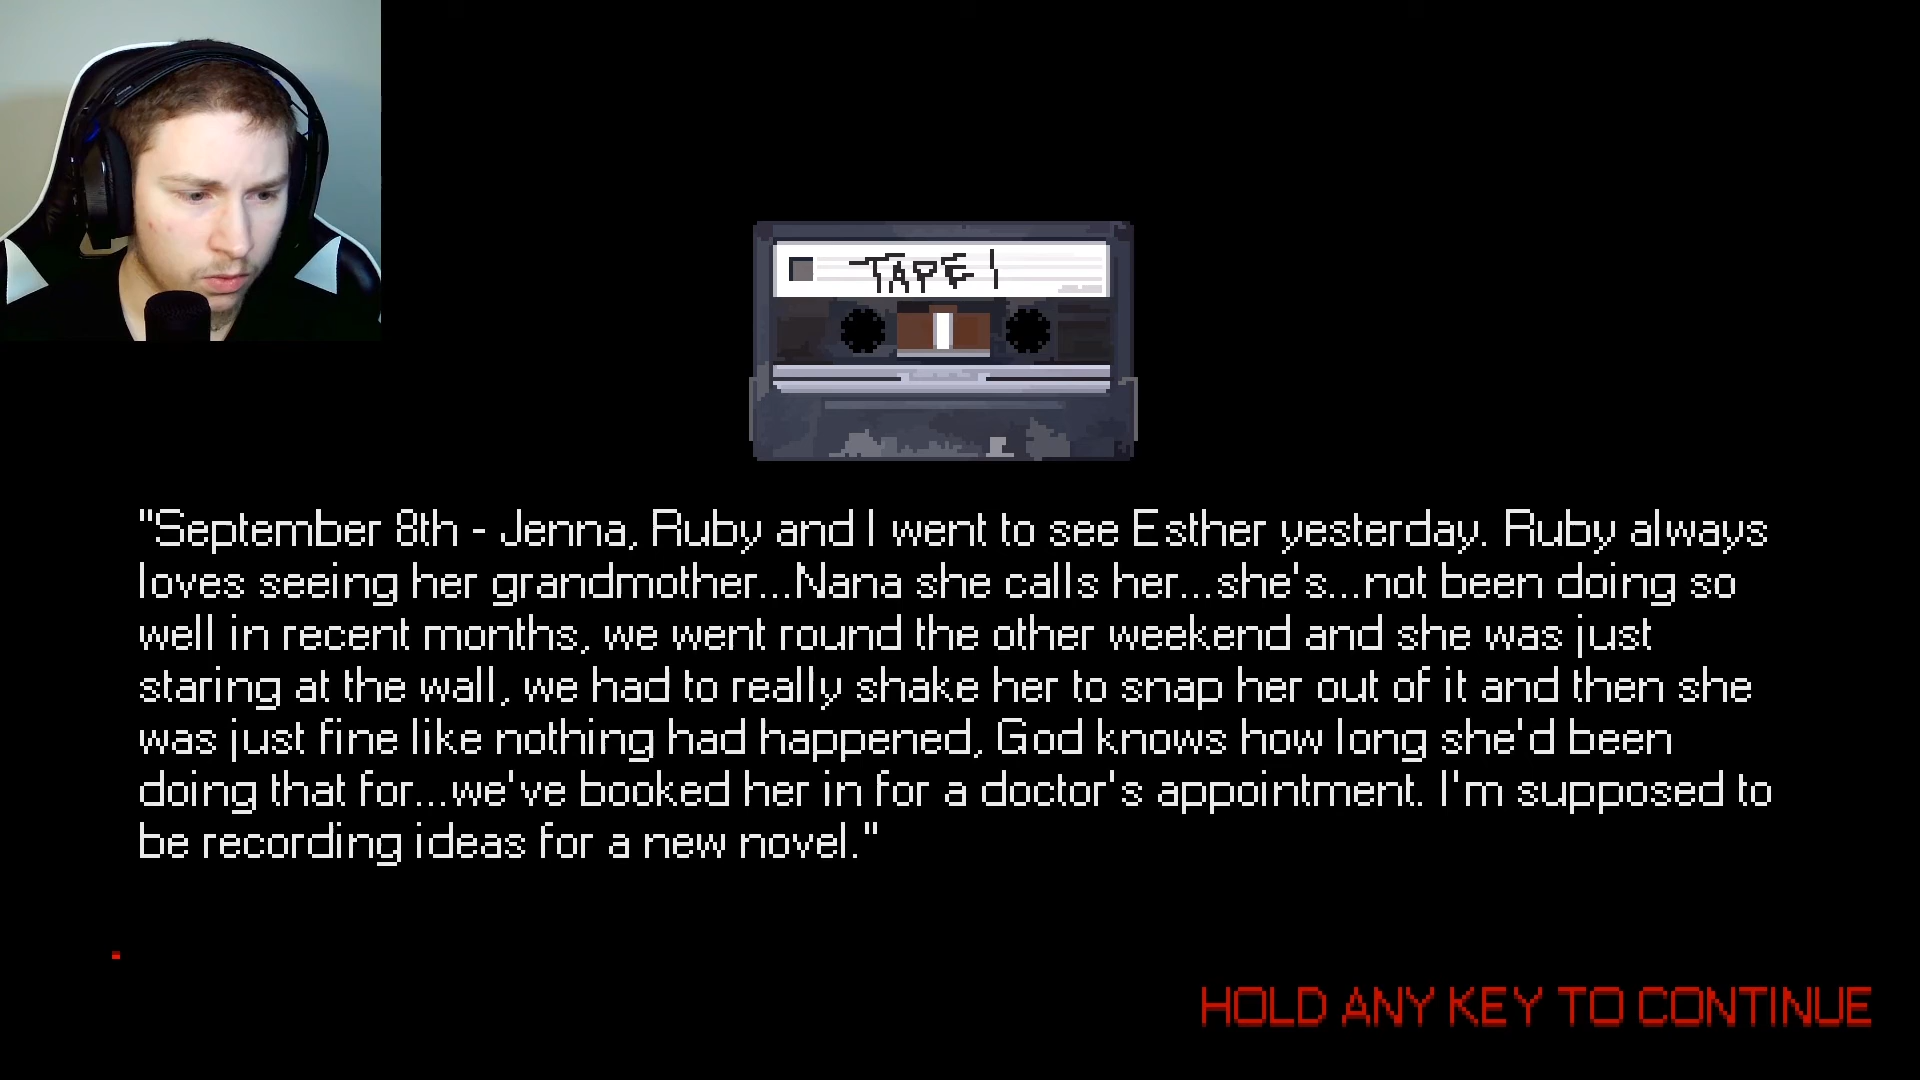 TAPE 1
"September 8th - Jenna, Ruby and I went to see Esther yesterday. Ruby always
loves seeing her grandmother...Nana she calls her...she's...not been doing so
well in recent months, we went round the other weekend and she was just
staring at the wall, we had to really shake her to snap her out of it and then she
was just fine like nothing had happened, God knows how long she'd been
doing that for...we've booked her in for a doctor's appointment. I'm supposed to
be recording ideas for a new novel."
HOLD ANY KEY TO CONTINUE